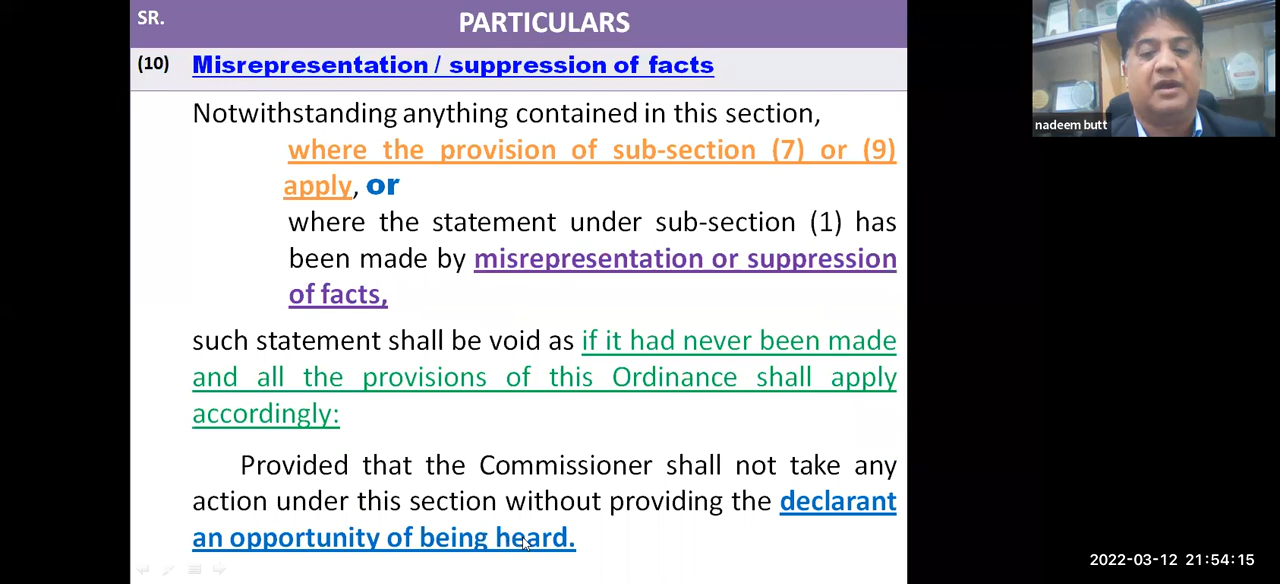 SR. PARTICULARS
(10) Misrepresentation / suppression of facts
Notwithstanding anything contained in this section,
where the provision of sub-section (7) or (9)
apply, or
where the statement under sub-section (1) has
been made by misrepresentation or suppression
of facts,
such statement shall be void as if it had never been made
and all the provisions of this Ordinance shall apply
accordingly:
Provided that the Commissioner shall not take any
action under this section without providing the declarant
an opportunity of being heard.
nadeem butt
2022-03-12 21:54:15